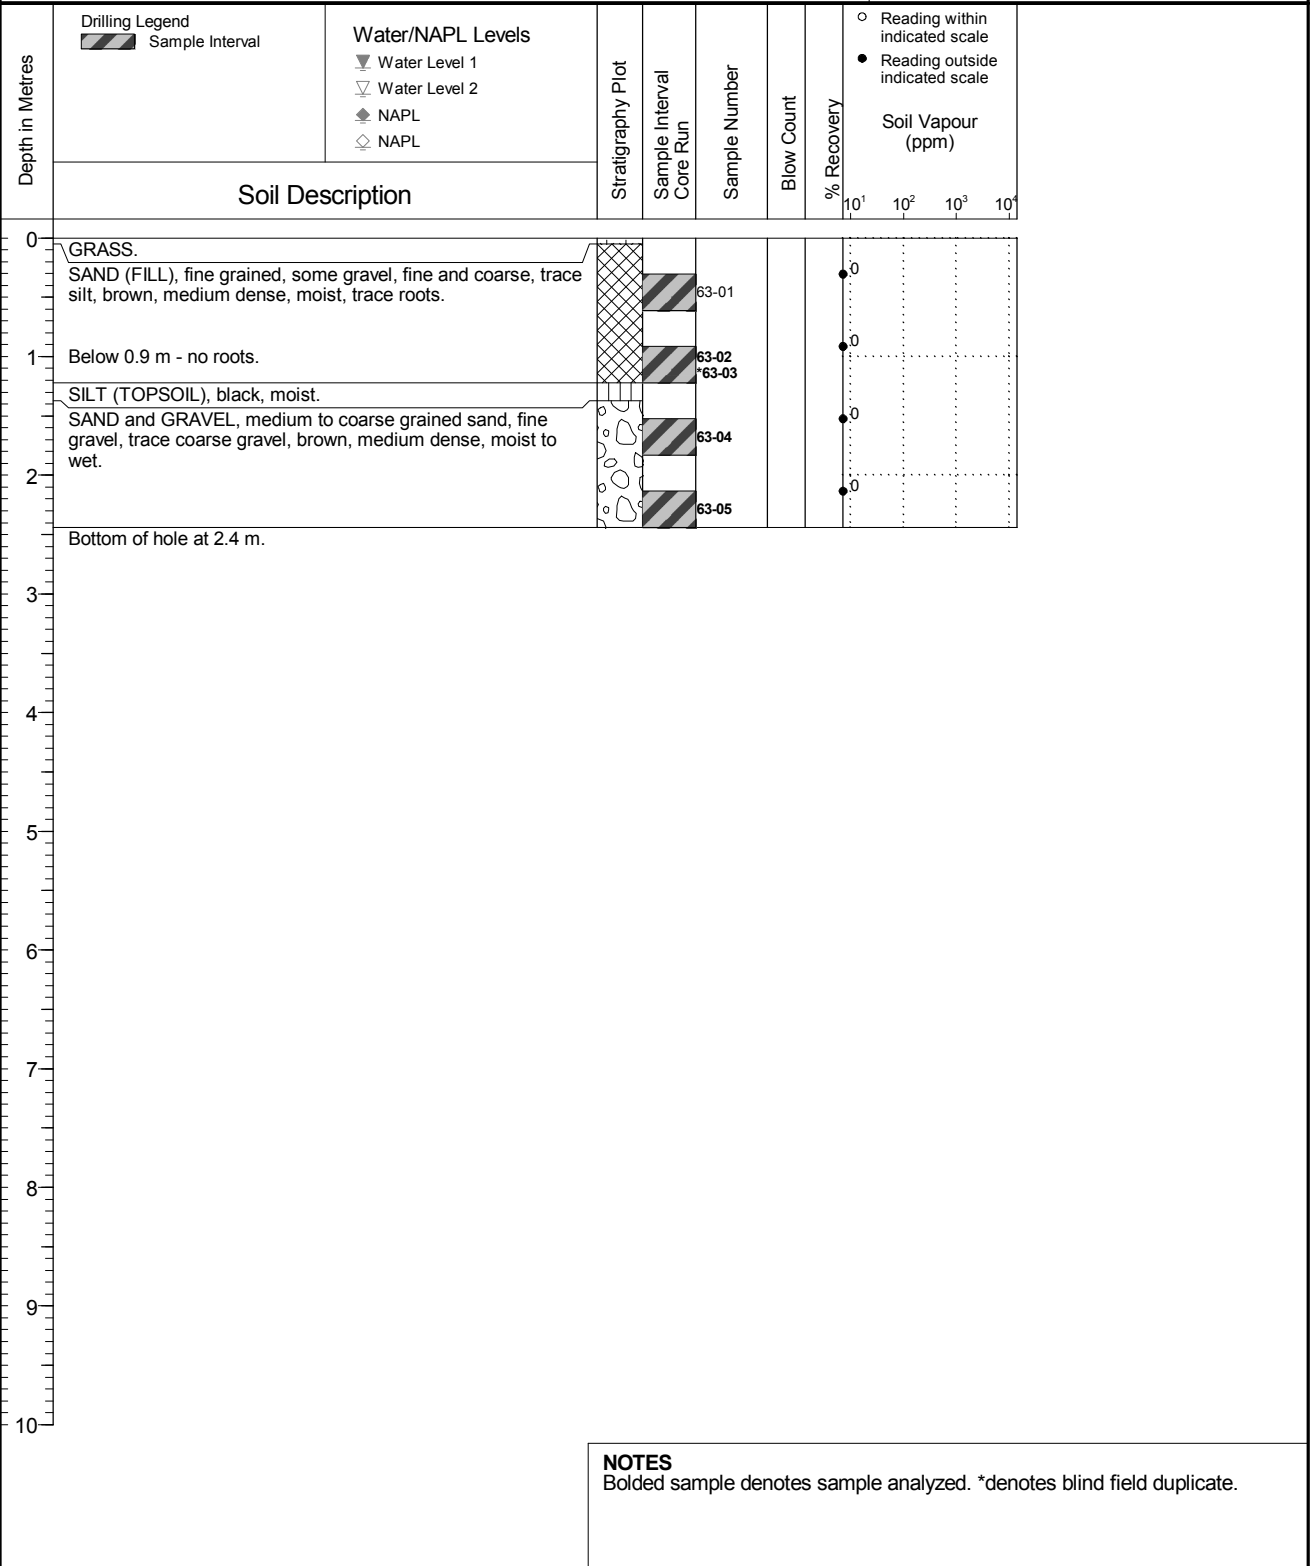 Drilling Legend
Sample Interval
Water/NAPL Levels
Water Level 1
Water Level 2
NAPL
NAPL
Depth in Metres
Soil Description
Stratigraphy Plot
Sample Interval
Core Run
Sample Number
Blow Count
% Recovery
Reading within
indicated scale
Reading outside
indicated scale
Soil Vapour
(ppm)
10¹ 10² 10³ 10⁴
0
GRASS.
SAND (FILL), fine grained, some gravel, fine and coarse, trace
silt, brown, medium dense, moist, trace roots.
63-01
0
1
Below 0.9 m - no roots.
63-02
*63-03
0
SILT (TOPSOIL), black, moist.
SAND and GRAVEL, medium to coarse grained sand, fine
gravel, trace coarse gravel, brown, medium dense, moist to
wet.
63-04
0
2
63-05
0
Bottom of hole at 2.4 m.
3
4
5
6
7
8
9
10
NOTES
Bolded sample denotes sample analyzed. *denotes blind field duplicate.